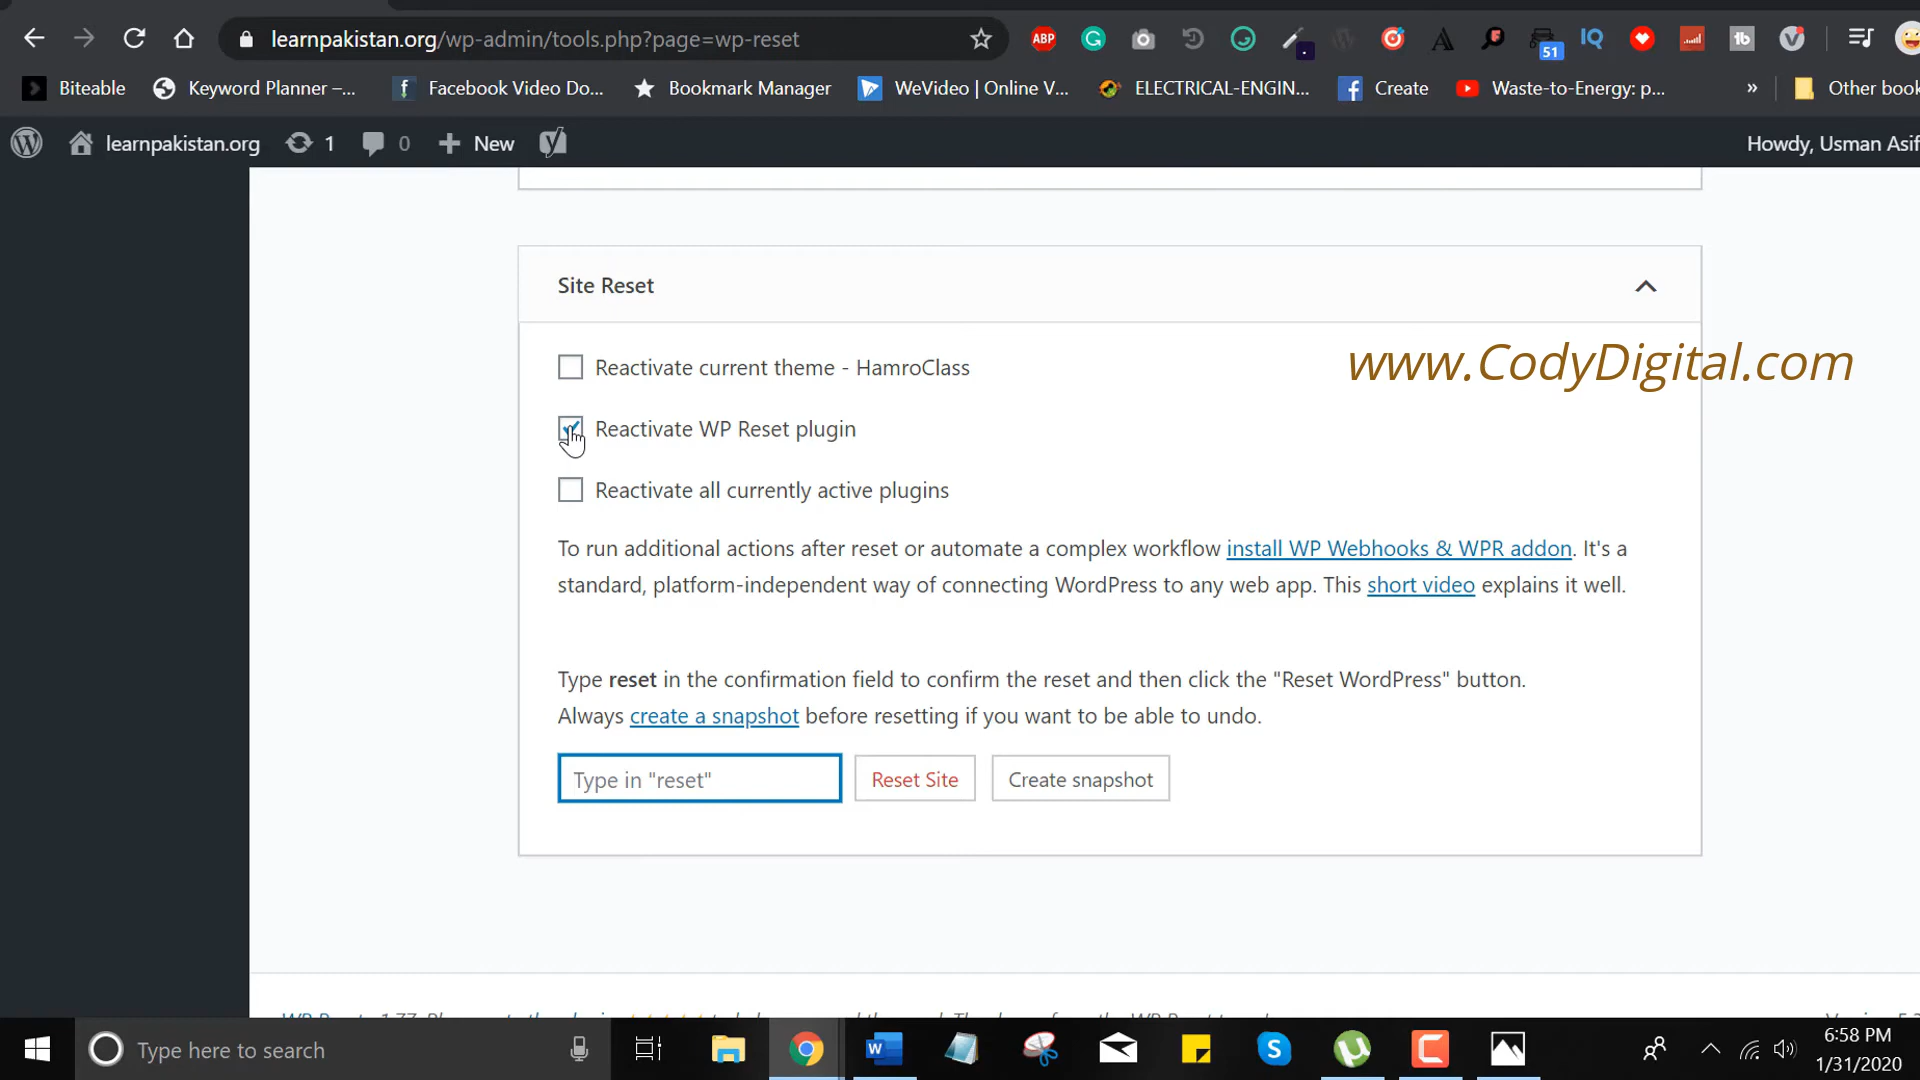 learnpakistan.org/wp-admin/tools.php?page=wp-reset
ABP
51
IQ
tb
Biteable
Keyword Planner –...
Facebook Video Do...
Bookmark Manager
WeVideo | Online V...
ELECTRICAL-ENGIN...
Create
Waste-to-Energy: p...
»
Other book
learnpakistan.org
1
0
New
Howdy, Usman Asif
Site Reset
Reactivate current theme - HamroClass
www.CodyDigital.com
Reactivate WP Reset plugin
Reactivate all currently active plugins
To run additional actions after reset or automate a complex workflow install WP Webhooks & WPR addon. It's a
standard, platform-independent way of connecting WordPress to any web app. This short video explains it well.
Type reset in the confirmation field to confirm the reset and then click the "Reset WordPress" button.
Always create a snapshot before resetting if you want to be able to undo.
Type in "reset"
Reset Site
Create snapshot
Type here to search
6:58 PM
1/31/2020